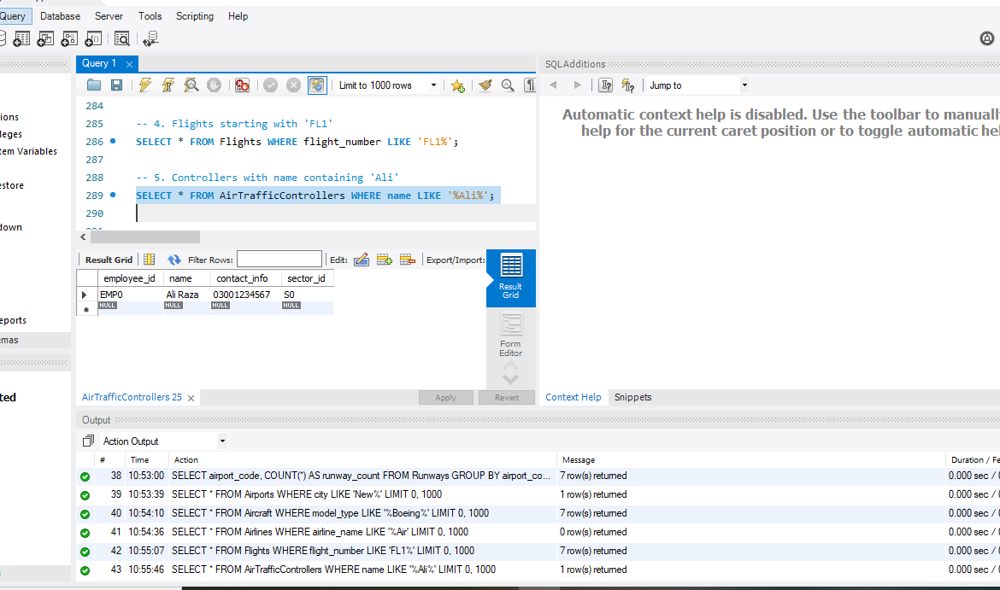 Query Database Server Tools Scripting Help
Query 1
SQLAdditions
Limit to 1000 rows
Jump to
Automatic context help is disabled. Use the toolbar to manually
help for the current caret position or to toggle automatic hel
284
285 -- 4. Flights starting with 'FL1'
286 SELECT * FROM Flights WHERE flight_number LIKE 'FL1%';
287
288 -- 5. Controllers with name containing 'Ali'
289 SELECT * FROM AirTrafficControllers WHERE name LIKE '%Ali%';
290
ions
leges
tem Variables
estore
down
eports
emas
ted
Result Grid Filter Rows: Edit: Export/Import:
employee_id name contact_info sector_id
EMP0 Ali Raza 03001234567 S0
NULL NULL NULL NULL
Result
Grid
Form
Editor
AirTrafficControllers 25
Apply Revert
Context Help Snippets
Output
Action Output
# Time Action Message Duration / Fe
38 10:53:00 SELECT airport_code, COUNT(*) AS runway_count FROM Runways GROUP BY airport_co... 7 row(s) returned 0.000 sec / 0
39 10:53:39 SELECT * FROM Airports WHERE city LIKE 'New%' LIMIT 0, 1000 1 row(s) returned 0.000 sec / 0
40 10:54:10 SELECT * FROM Aircraft WHERE model_type LIKE '%Boeing%' LIMIT 0, 1000 7 row(s) returned 0.000 sec / 0
41 10:54:36 SELECT * FROM Airlines WHERE airline_name LIKE '%Air' LIMIT 0, 1000 0 row(s) returned 0.000 sec / 0
42 10:55:07 SELECT * FROM Flights WHERE flight_number LIKE 'FL1%' LIMIT 0, 1000 7 row(s) returned 0.000 sec / 0
43 10:55:46 SELECT * FROM AirTrafficControllers WHERE name LIKE '%Ali%' LIMIT 0, 1000 1 row(s) returned 0.000 sec / 0